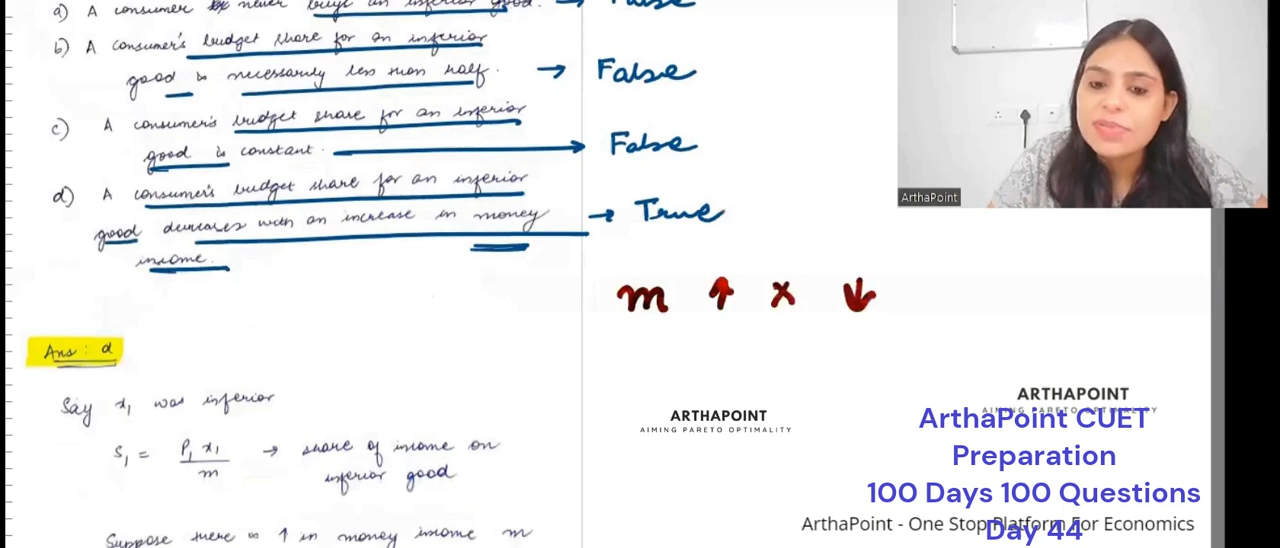 a) A consumer never buys an inferior good. → False
b) A consumer's budget share for an inferior
good is necessarily less than half. → False
c) A consumer's budget share for an inferior
good is constant. → False
d) A consumer's budget share for an inferior
good decreases with an increase in money → True
income.
m ↑ x ↓
Ans: d
Say x₁ was inferior
S₁ = P₁ x₁ / m → share of income on
inferior good
Suppose there is ↑ in money income m
ArthaPoint
ARTHAPOINT
AIMING PARETO OPTIMALITY
ARTHAPOINT
AIMING PARETO OPTIMALITY
ArthaPoint CUET
Preparation
100 Days 100 Questions
Day 44
ArthaPoint - One Stop Platform For Economics